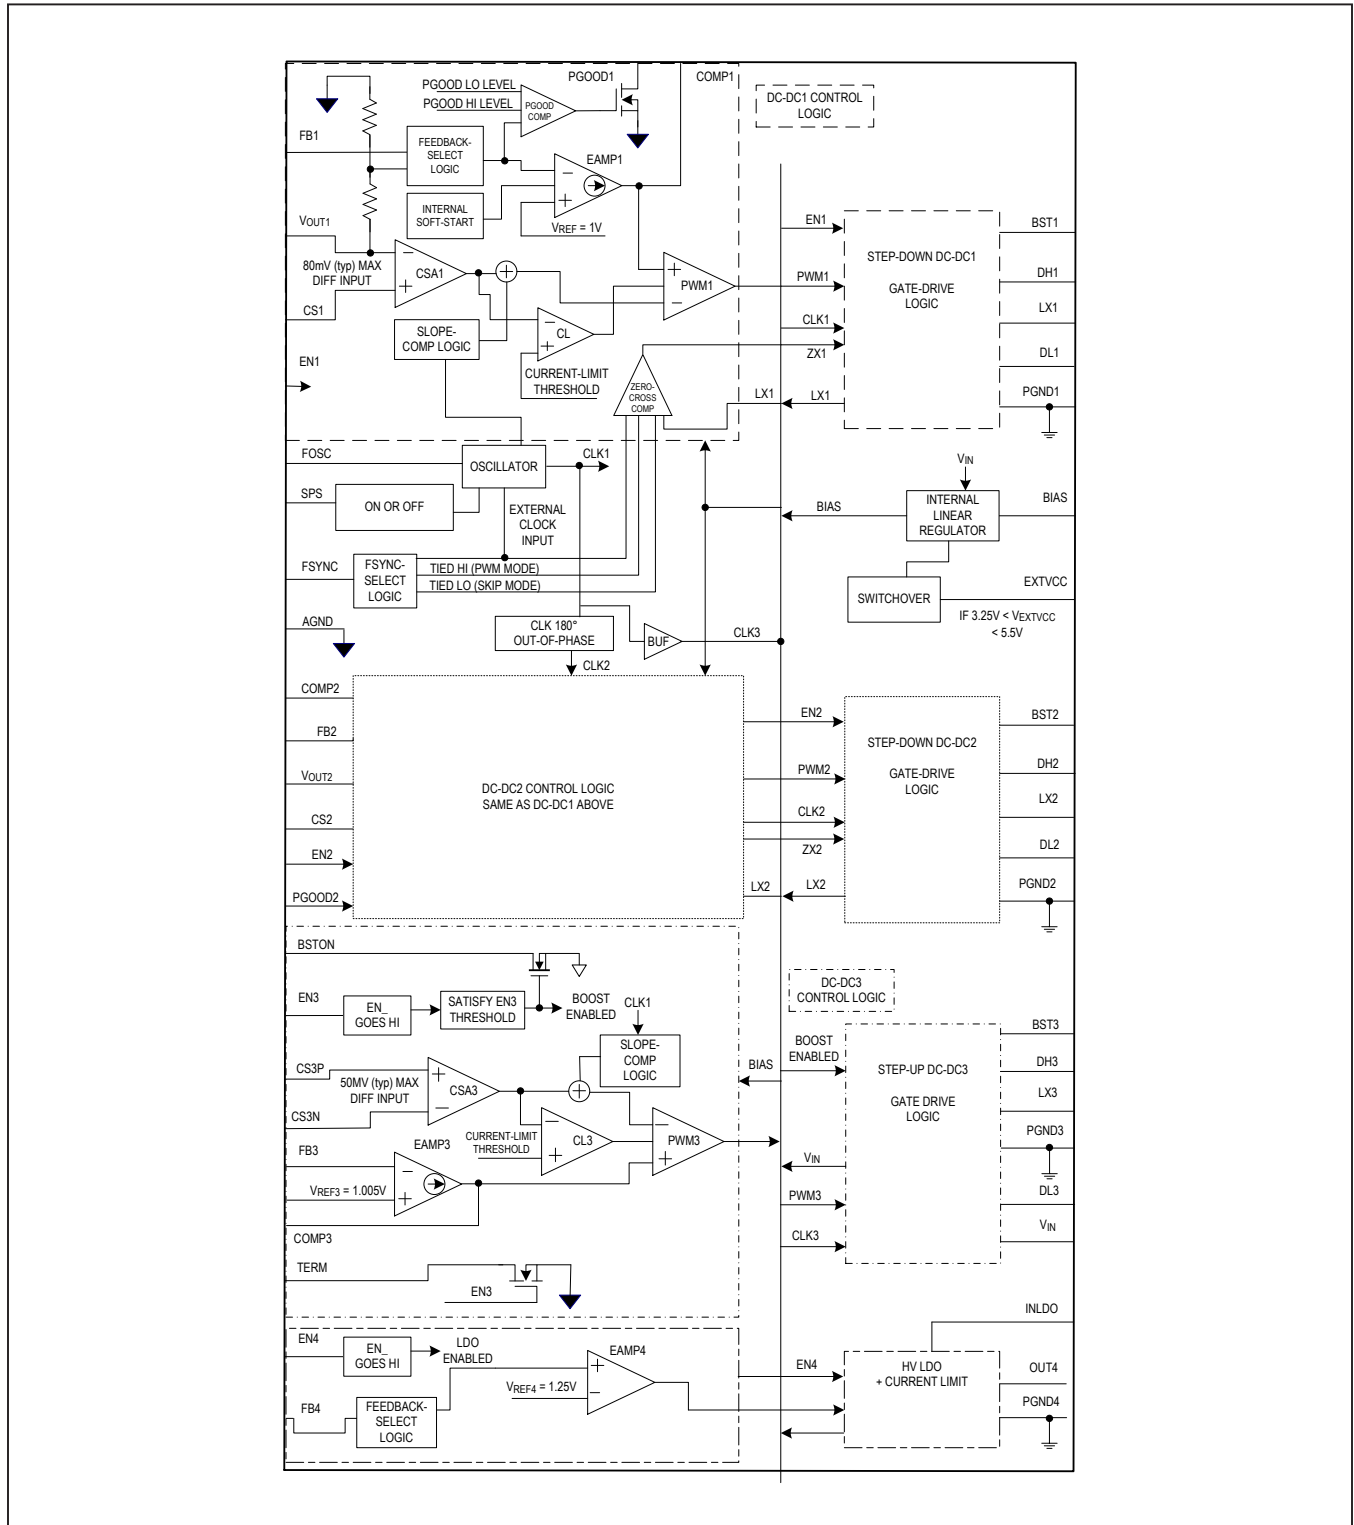 PGOOD1
COMP1
PGOOD LO LEVEL
PGOOD HI LEVEL
PGOOD
COMP
DC-DC1 CONTROL
LOGIC
FB1
FEEDBACK-
SELECT
LOGIC
EAMP1
−
+
INTERNAL
SOFT-START
VREF = 1V
VOUT1
80mV (typ) MAX
DIFF INPUT
−
+
CSA1
+
+
−
PWM1
CS1
SLOPE-
COMP LOGIC
−
+
CL
EN1
CURRENT-LIMIT
THRESHOLD
ZERO-
CROSS
COMP
LX1
EN1
PWM1
CLK1
ZX1
LX1
STEP-DOWN DC-DC1
GATE-DRIVE
LOGIC
BST1
DH1
LX1
DL1
PGND1
FOSC
OSCILLATOR
CLK1
SPS
ON OR OFF
EXTERNAL
CLOCK
INPUT
VIN
BIAS
INTERNAL
LINEAR
REGULATOR
BIAS
FSYNC
FSYNC-
SELECT
LOGIC
TIED HI (PWM MODE)
TIED LO (SKIP MODE)
SWITCHOVER
EXTVCC
IF 3.25V < VEXTVCC
< 5.5V
AGND
CLK 180°
OUT-OF-PHASE
BUF
CLK3
CLK2
COMP2
FB2
VOUT2
CS2
EN2
PGOOD2
DC-DC2 CONTROL LOGIC
SAME AS DC-DC1 ABOVE
EN2
PWM2
CLK2
ZX2
LX2
LX2
STEP-DOWN DC-DC2
GATE-DRIVE
LOGIC
BST2
DH2
LX2
DL2
PGND2
BSTON
EN3
EN_
GOES HI
SATISFY EN3
THRESHOLD
BOOST
ENABLED
CLK1
SLOPE-
COMP
LOGIC
DC-DC3
CONTROL LOGIC
CS3P
50MV (typ) MAX
DIFF INPUT
CS3N
+
−
CSA3
+
BIAS
CURRENT-LIMIT
THRESHOLD
−
+
CL3
−
+
PWM3
FB3
EAMP3
−
+
VREF3 = 1.005V
COMP3
TERM
EN3
BOOST
ENABLED
VIN
PWM3
CLK3
STEP-UP DC-DC3
GATE DRIVE
LOGIC
BST3
DH3
LX3
PGND3
DL3
VIN
EN4
EN_
GOES HI
LDO
ENABLED
EAMP4
+
−
VREF4 = 1.25V
FB4
FEEDBACK-
SELECT
LOGIC
EN4
INLDO
HV LDO
+ CURRENT LIMIT
OUT4
PGND4